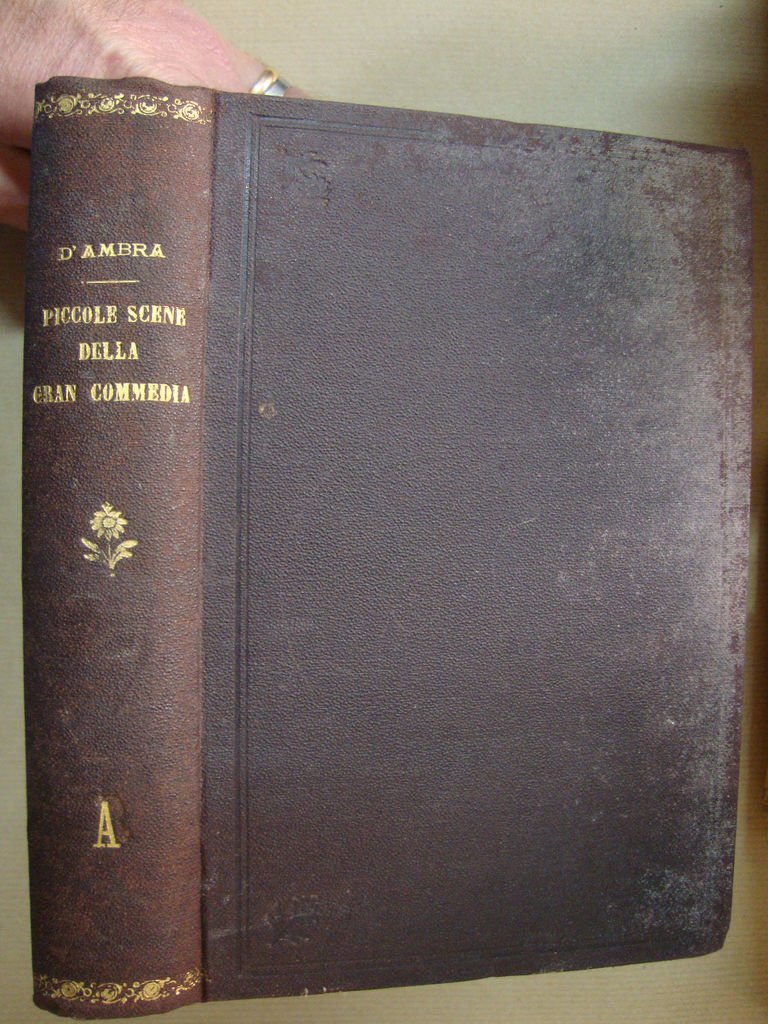 D'AMBRA
PICCOLE SCENE
DELLA
GRAN COMMEDIA
A